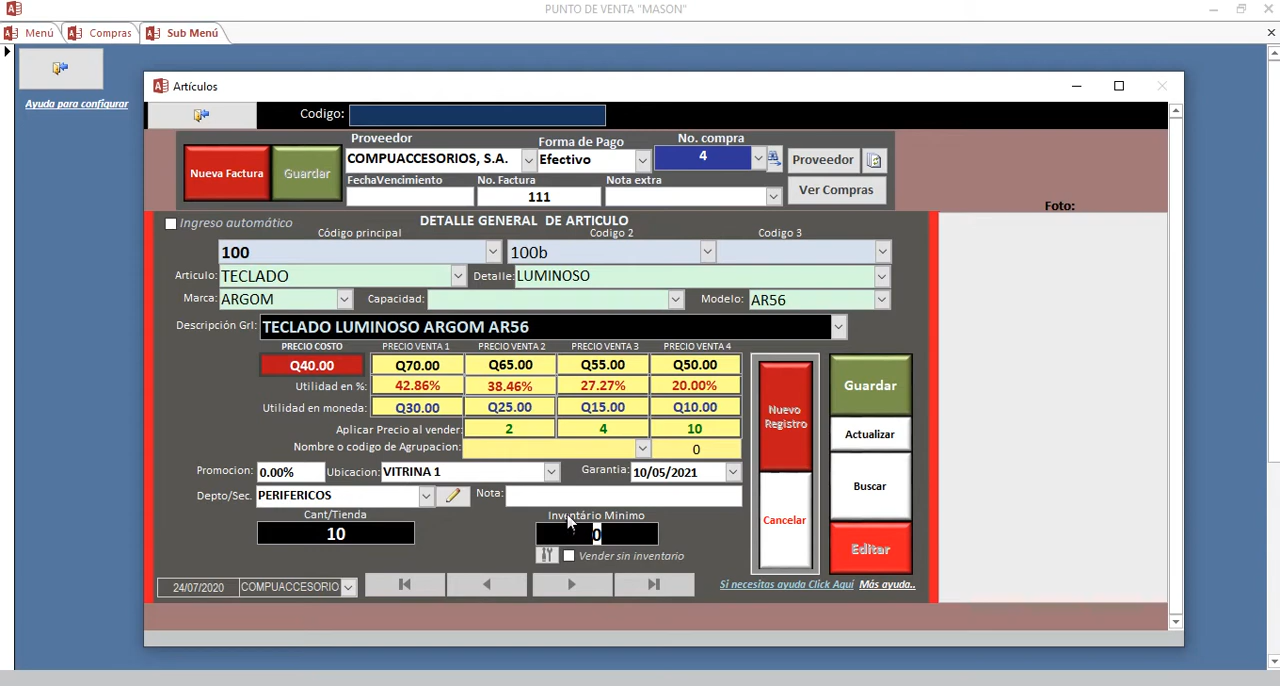 PUNTO DE VENTA "MASON"
Menú
Compras
Sub Menú
Ayuda para configurar
Artículos
Codigo:
Nueva Factura
Guardar
Proveedor
Forma de Pago
No. compra
COMPUACCESORIOS, S.A.
Efectivo
4
Proveedor
FechaVencimiento
No. Factura
Nota extra
111
Ver Compras
Foto:
Ingreso automático
DETALLE GENERAL DE ARTICULO
Código principal
Codigo 2
Codigo 3
100
100b
Articulo:
TECLADO
Detalle:
LUMINOSO
Marca:
ARGOM
Capacidad:
Modelo:
AR56
Descripción Grl:
TECLADO LUMINOSO ARGOM AR56
PRECIO COSTO
PRECIO VENTA 1
PRECIO VENTA 2
PRECIO VENTA 3
PRECIO VENTA 4
Q40.00
Q70.00
Q65.00
Q55.00
Q50.00
Utilidad en %:
42.86%
38.46%
27.27%
20.00%
Utilidad en moneda:
Q30.00
Q25.00
Q15.00
Q10.00
Aplicar Precio al vender:
2
4
10
Nombre o codigo de Agrupacion:
0
Promocion:
0.00%
Ubicacion:
VITRINA 1
Garantia:
10/05/2021
Depto/Sec.
PERIFERICOS
Nota:
Cant/Tienda
Inventário Minimo
10
0
Vender sin inventario
24/07/2020
COMPUACCESORIO
Nuevo Registro
Cancelar
Guardar
Actualizar
Buscar
Editar
Si necesitas ayuda Click Aqui
Más ayuda..